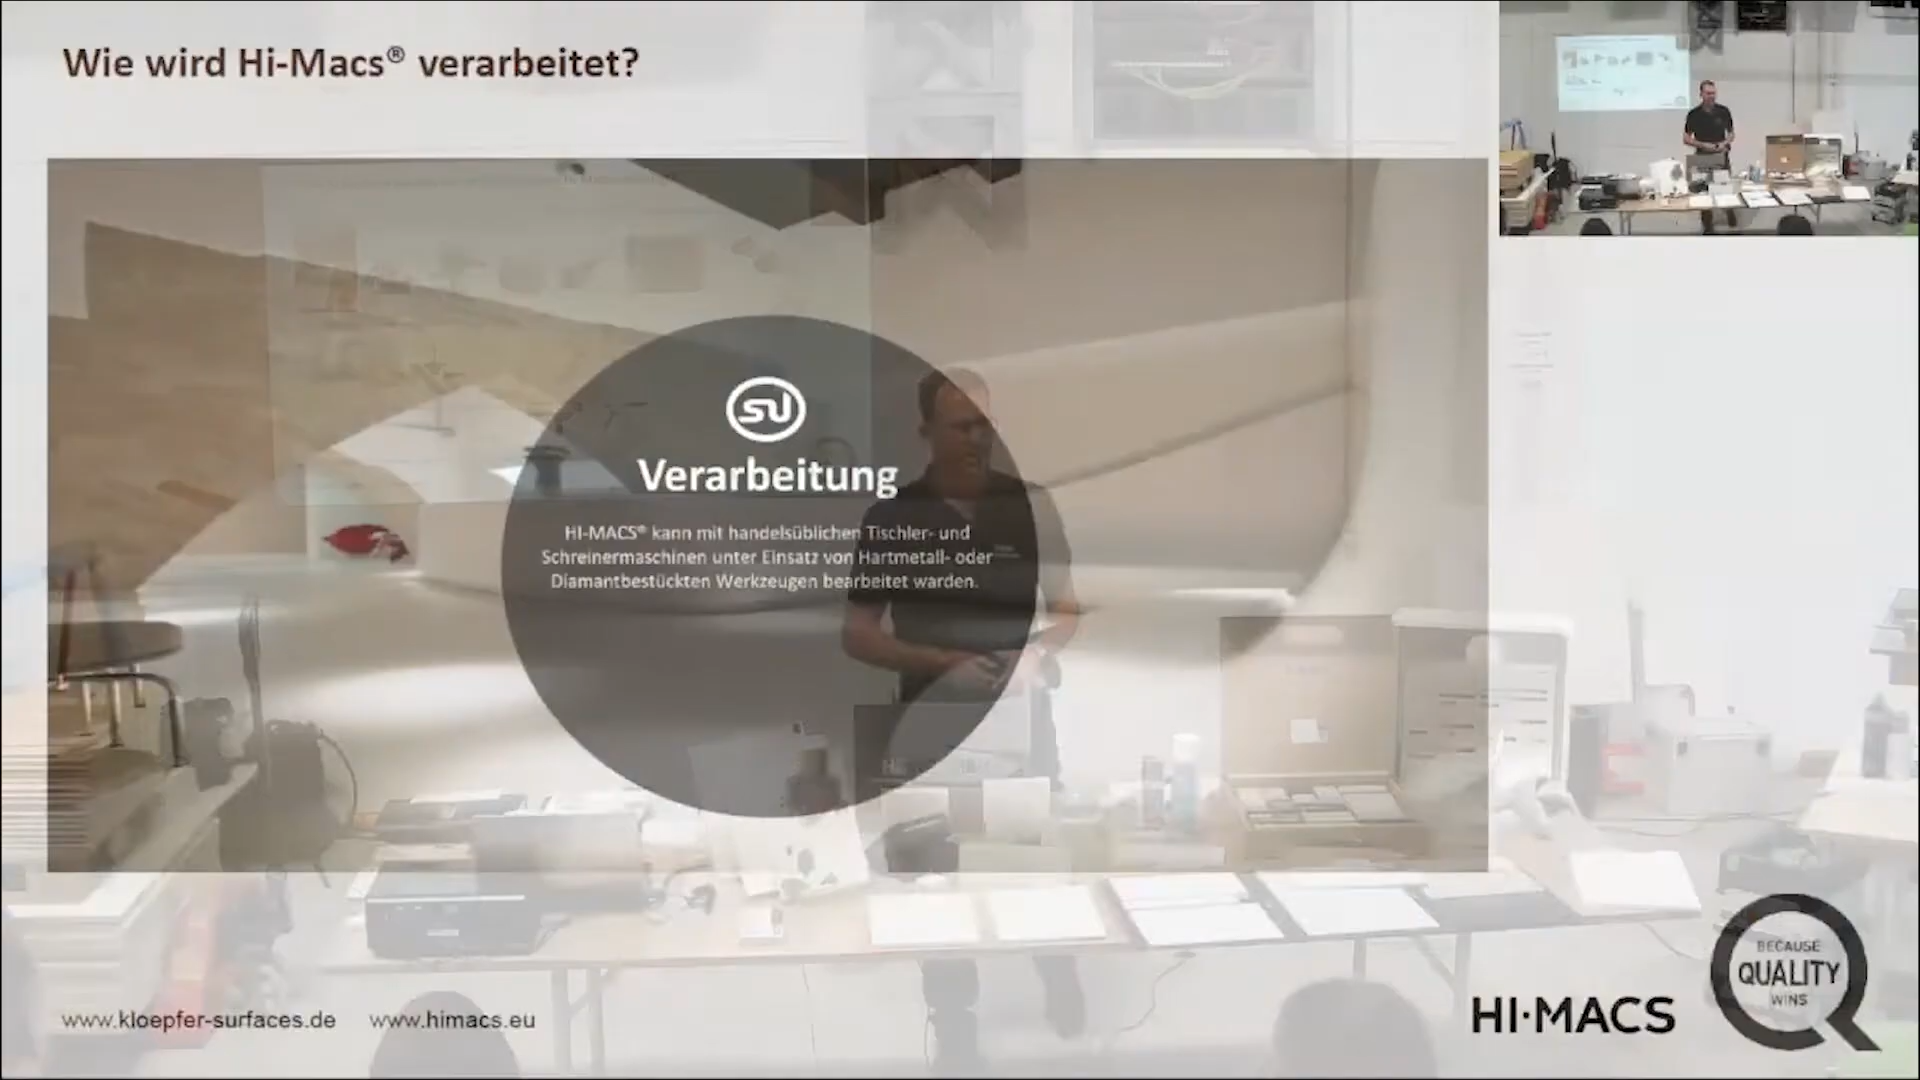 Wie wird Hi-Macs® verarbeitet?
SU
Verarbeitung
HI-MACS® kann mit handelsüblichen Tischler- und
Schreinermaschinen unter Einsatz von Hartmetall- oder
Diamantbestückten Werkzeugen bearbeitet warden.
www.kloepfer-surfaces.de www.himacs.eu
HI·MACS
BECAUSE
QUALITY
WINS